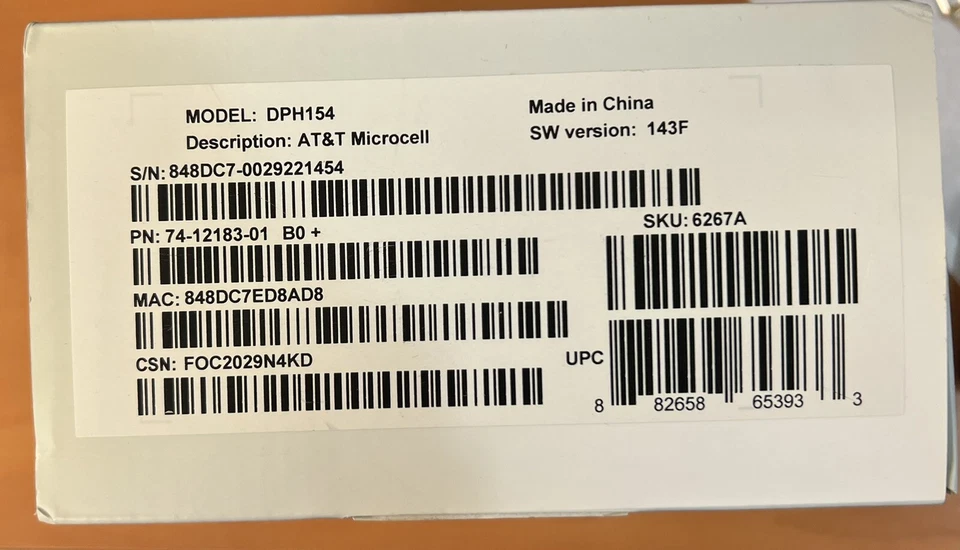 MODEL: DPH154
Description: AT&T Microcell
Made in China
SW version: 143F
S/N: 848DC7-0029221454
PN: 74-12183-01 B0 +
MAC: 848DC7ED8AD8
CSN: FOC2029N4KD
SKU: 6267A
UPC
8 82658 65393 3